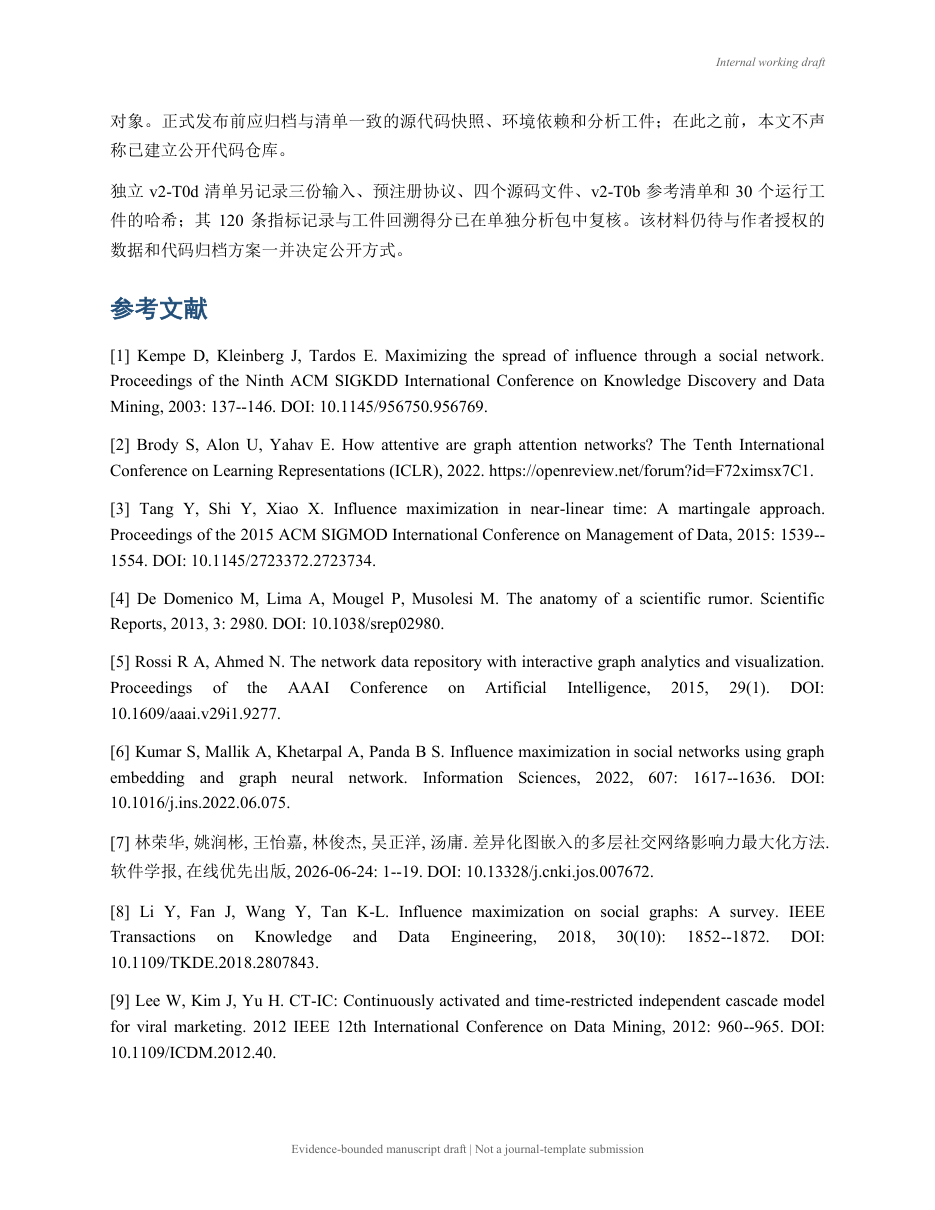 Internal working draft
对象。正式发布前应归档与清单一致的源代码快照、环境依赖和分析工件；在此之前，本文不声
称已建立公开代码仓库。
独立 v2-T0d 清单另记录三份输入、预注册协议、四个源码文件、v2-T0b 参考清单和 30 个运行工
件的哈希；其 120 条指标记录与工件回溯得分已在单独分析包中复核。该材料仍待与作者授权的
数据和代码归档方案一并决定公开方式。
参考文献
[1] Kempe D, Kleinberg J, Tardos E. Maximizing the spread of influence through a social network.
Proceedings of the Ninth ACM SIGKDD International Conference on Knowledge Discovery and Data
Mining, 2003: 137--146. DOI: 10.1145/956750.956769.
[2] Brody S, Alon U, Yahav E. How attentive are graph attention networks? The Tenth International
Conference on Learning Representations (ICLR), 2022. https://openreview.net/forum?id=F72ximsx7C1.
[3] Tang Y, Shi Y, Xiao X. Influence maximization in near-linear time: A martingale approach.
Proceedings of the 2015 ACM SIGMOD International Conference on Management of Data, 2015: 1539--
1554. DOI: 10.1145/2723372.2723734.
[4] De Domenico M, Lima A, Mougel P, Musolesi M. The anatomy of a scientific rumor. Scientific
Reports, 2013, 3: 2980. DOI: 10.1038/srep02980.
[5] Rossi R A, Ahmed N. The network data repository with interactive graph analytics and visualization.
Proceedings of the AAAI Conference on Artificial Intelligence, 2015, 29(1). DOI:
10.1609/aaai.v29i1.9277.
[6] Kumar S, Mallik A, Khetarpal A, Panda B S. Influence maximization in social networks using graph
embedding and graph neural network. Information Sciences, 2022, 607: 1617--1636. DOI:
10.1016/j.ins.2022.06.075.
[7] 林荣华, 姚润彬, 王怡嘉, 林俊杰, 吴正洋, 汤庸. 差异化图嵌入的多层社交网络影响力最大化方法.
软件学报, 在线优先出版, 2026-06-24: 1--19. DOI: 10.13328/j.cnki.jos.007672.
[8] Li Y, Fan J, Wang Y, Tan K-L. Influence maximization on social graphs: A survey. IEEE
Transactions on Knowledge and Data Engineering, 2018, 30(10): 1852--1872. DOI:
10.1109/TKDE.2018.2807843.
[9] Lee W, Kim J, Yu H. CT-IC: Continuously activated and time-restricted independent cascade model
for viral marketing. 2012 IEEE 12th International Conference on Data Mining, 2012: 960--965. DOI:
10.1109/ICDM.2012.40.
Evidence-bounded manuscript draft | Not a journal-template submission